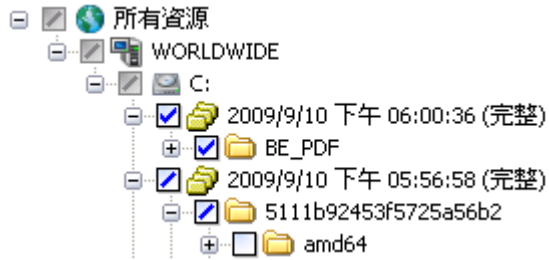 所有資源
WORLDWIDE
C:
2009/9/10 下午 06:00:36 (完整)
BE_PDF
2009/9/10 下午 05:56:58 (完整)
5111b92453f5725a56b2
amd64